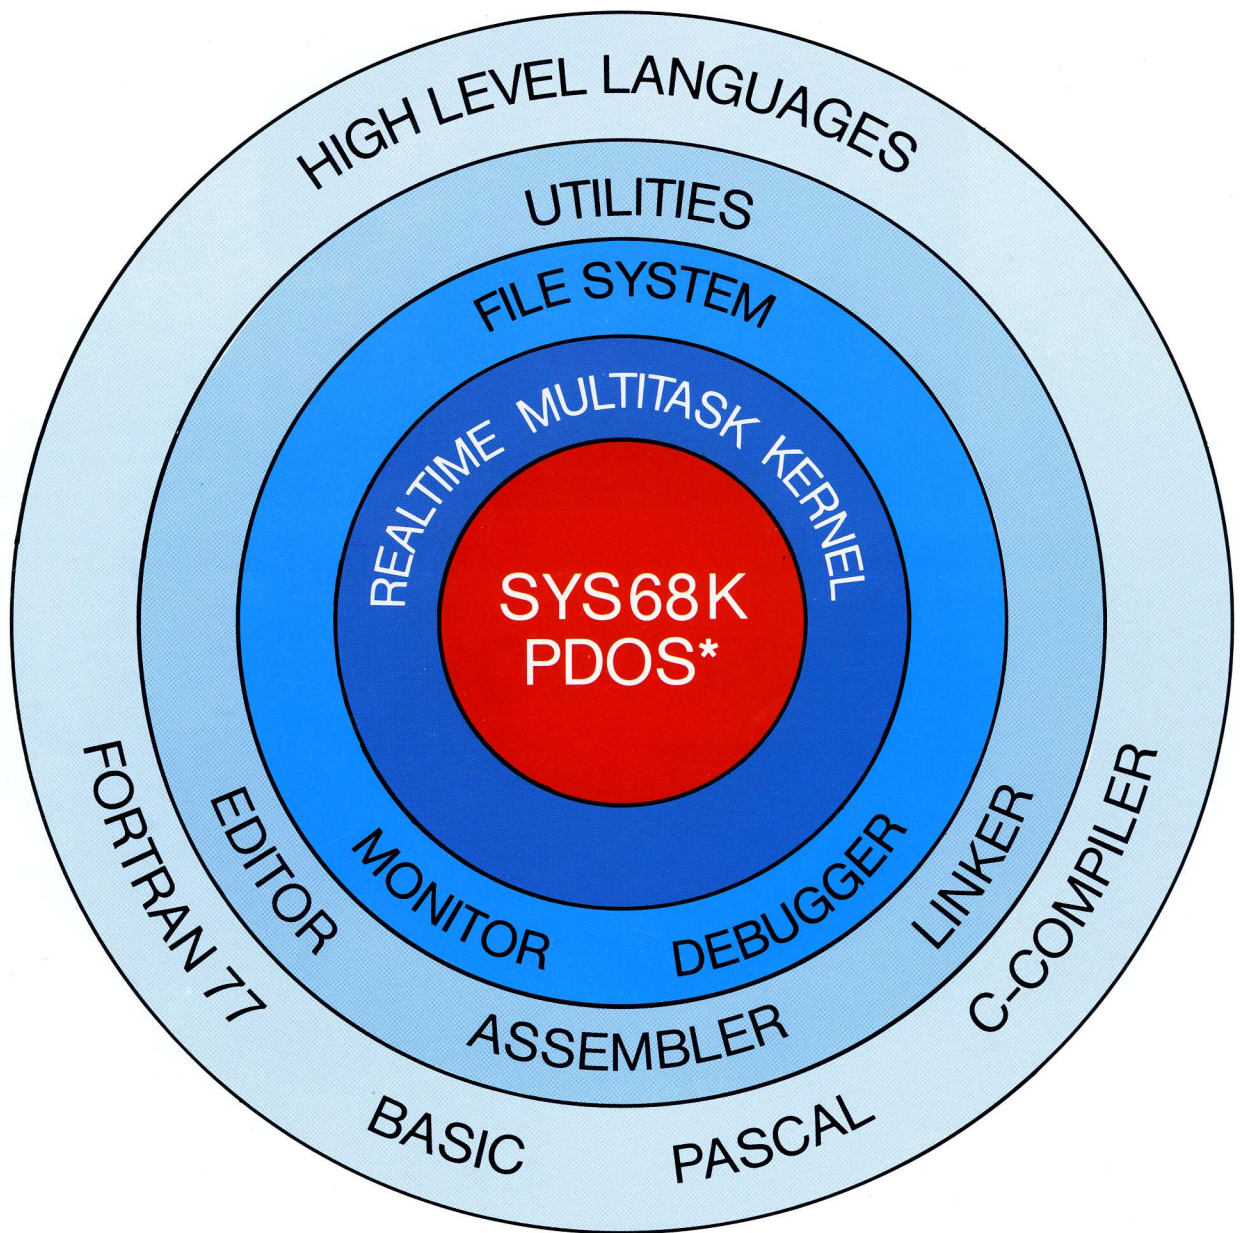 HIGH LEVEL LANGUAGES
UTILITIES
FILE SYSTEM
REALTIME MULTITASK KERNEL
SYS68K
PDOS*
MONITOR
DEBUGGER
EDITOR
ASSEMBLER
LINKER
FORTRAN 77
BASIC
PASCAL
C-COMPILER